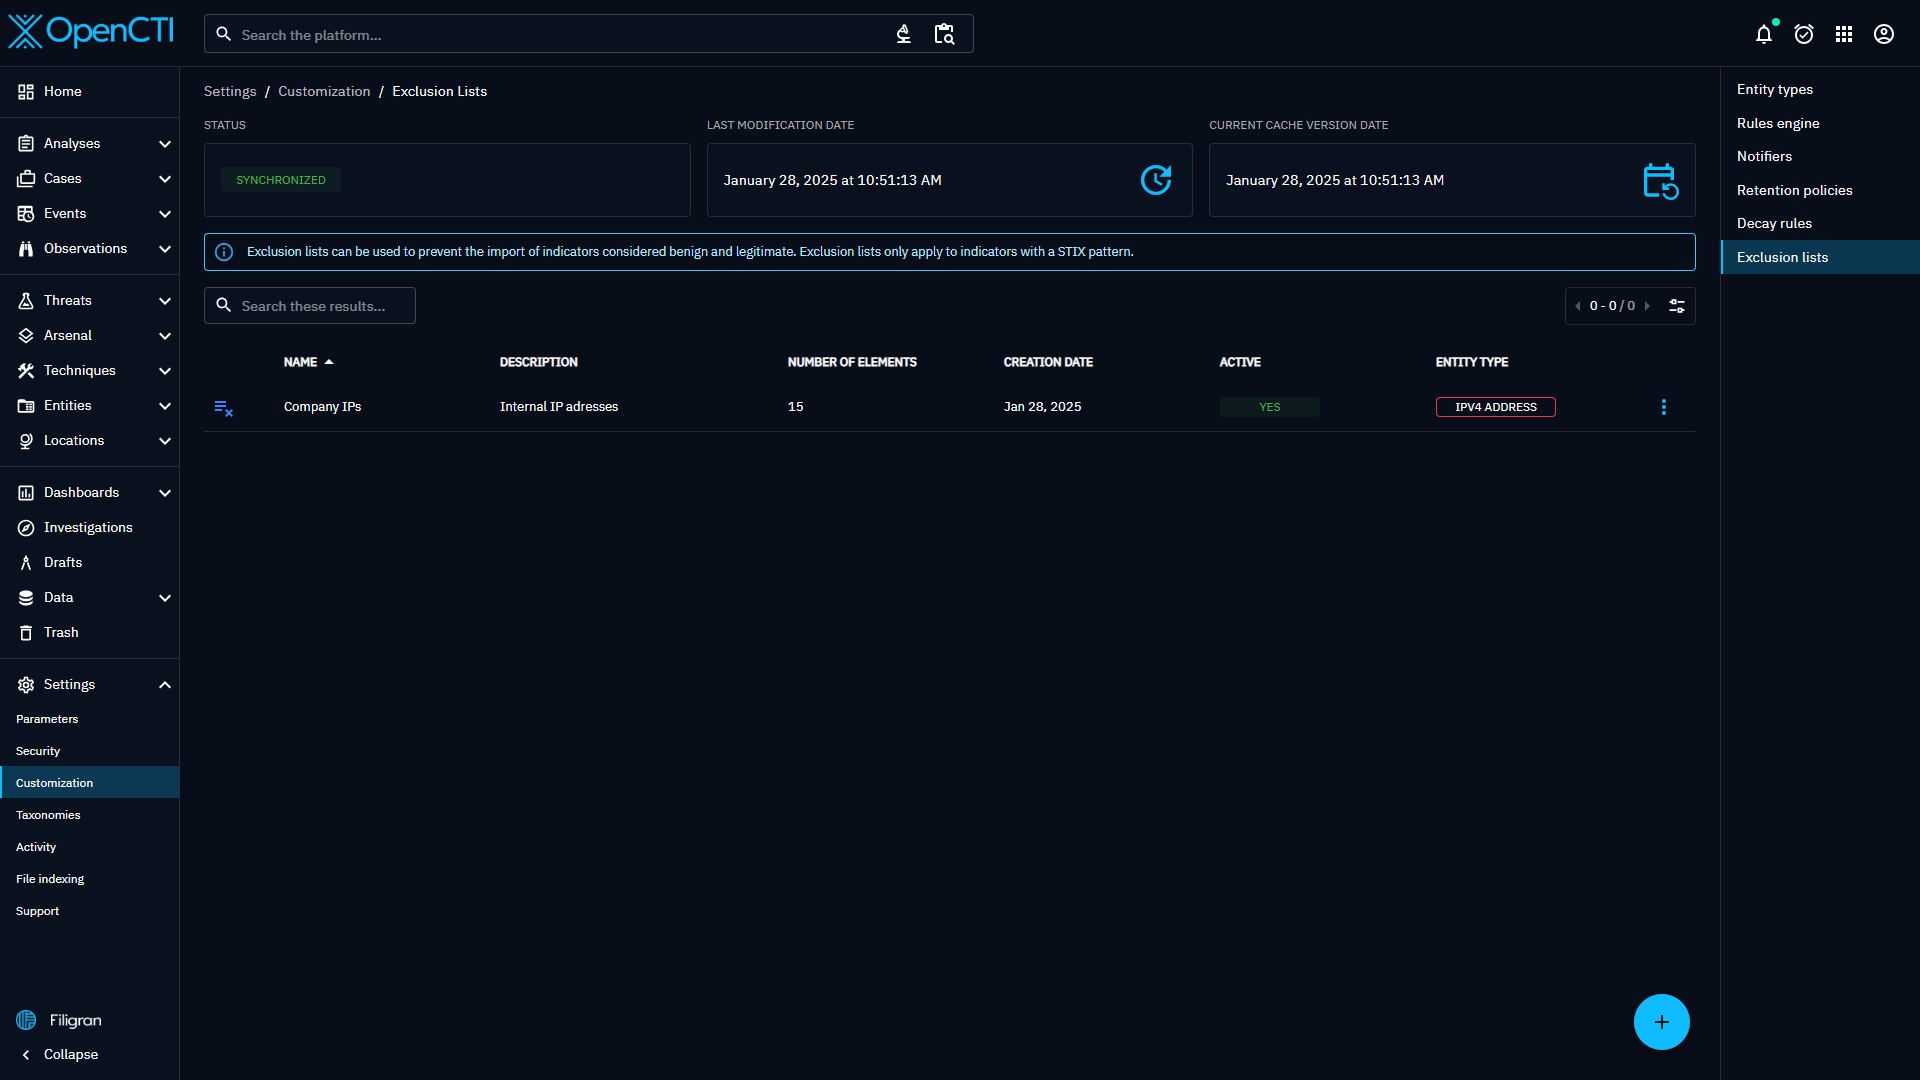 OpenCTI
Search the platform...
Home
Analyses
Cases
Events
Observations
Threats
Arsenal
Techniques
Entities
Locations
Dashboards
Investigations
Drafts
Data
Trash
Settings
Parameters
Security
Customization
Taxonomies
Activity
File indexing
Support
Filigran
Collapse
Settings / Customization / Exclusion Lists
STATUS
SYNCHRONIZED
LAST MODIFICATION DATE
January 28, 2025 at 10:51:13 AM
CURRENT CACHE VERSION DATE
January 28, 2025 at 10:51:13 AM
Exclusion lists can be used to prevent the import of indicators considered benign and legitimate. Exclusion lists only apply to indicators with a STIX pattern.
Search these results...
0 - 0 / 0
NAME DESCRIPTION NUMBER OF ELEMENTS CREATION DATE ACTIVE ENTITY TYPE
Company IPs Internal IP adresses 15 Jan 28, 2025 YES IPV4 ADDRESS
Entity types
Rules engine
Notifiers
Retention policies
Decay rules
Exclusion lists